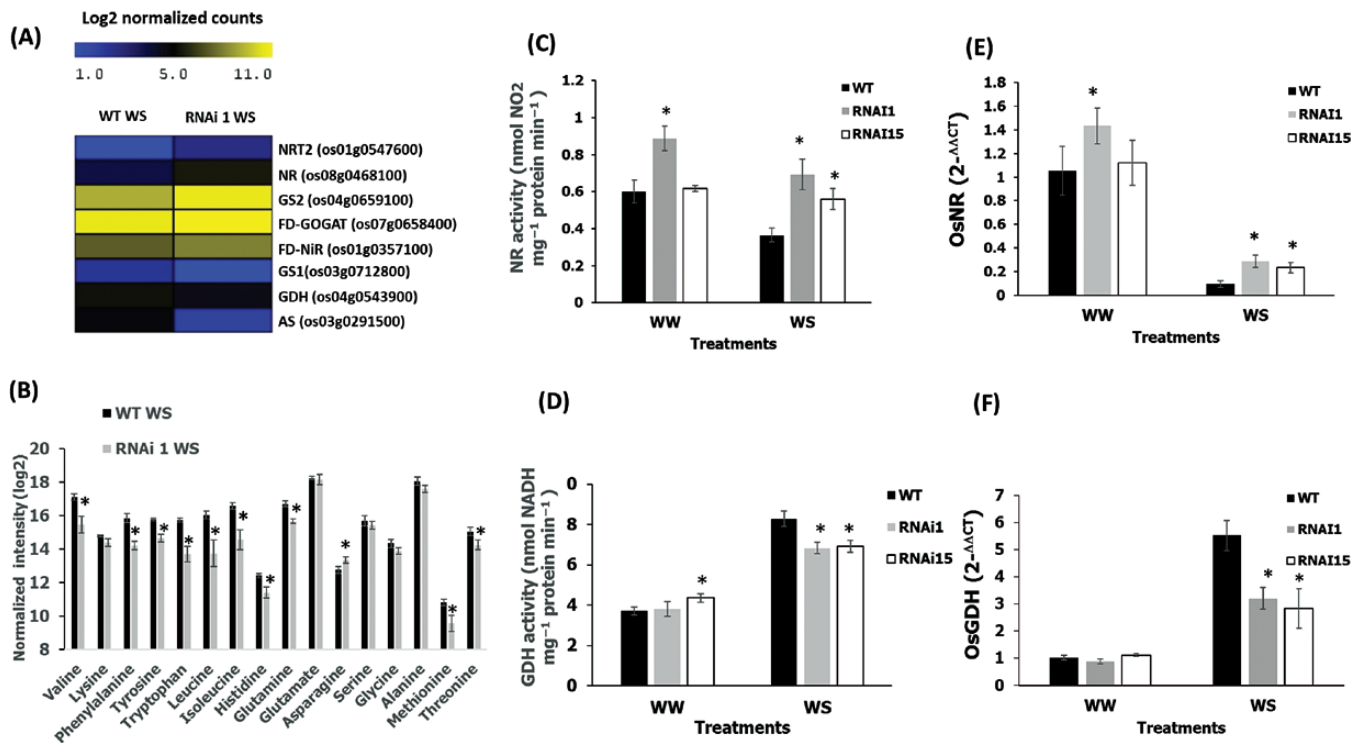 (A)
Log2 normalized counts
1.0 5.0 11.0
WT WS RNAi 1 WS
NRT2 (os01g0547600)
NR (os08g0468100)
GS2 (os04g0659100)
FD-GOGAT (os07g0658400)
FD-NiR (os01g0357100)
GS1(os03g0712800)
GDH (os04g0543900)
AS (os03g0291500)
(B)
WT WS
RNAi 1 WS
Normalized intensity (log2)
20
18
16
14
12
10
8
* * * * * * * * * * * *
Valine
Lysine
Phenylalanine
Tyrosine
Tryptophan
Leucine
Isoleucine
Histidine
Glutamine
Glutamate
Asparagine
Serine
Glycine
Alanine
Methionine
Threonine
(C)
WT
RNAI1
RNAI15
NR activity (nmol NO2
mg⁻¹ protein min⁻¹)
1.2
1
0.8
0.6
0.4
0.2
0
* * *
WW WS
Treatments
(D)
WT
RNAi1
RNAI15
GDH activity (nmol NADH
mg⁻¹ protein min⁻¹)
10
8
6
4
2
0
* * *
WW WS
Treatments
(E)
WT
RNAI1
RNAI15
OsNR (2-ΔΔCT)
1.8
1.6
1.4
1.2
1
0.8
0.6
0.4
0.2
0
* * *
WW WS
Treatments
(F)
WT
RNAI1
RNAI15
OsGDH (2-ΔΔCT)
7
6
5
4
3
2
1
0
* *
WW WS
Treatments